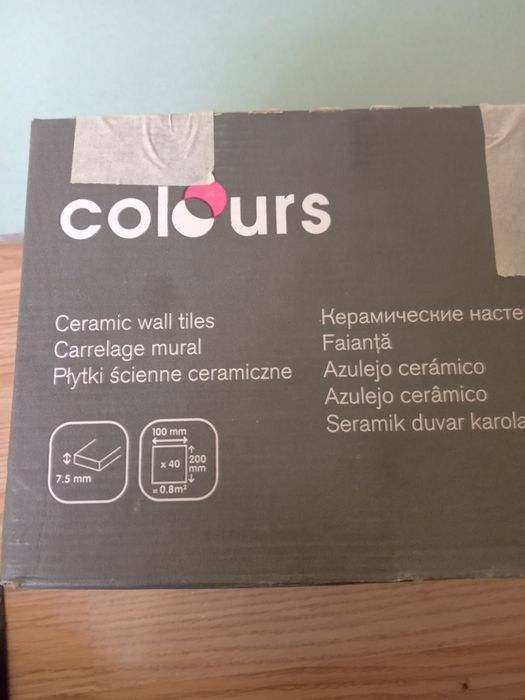 colours
Ceramic wall tiles
Carrelage mural
Płytki ścienne ceramiczne
Керамические
Faianță
Azulejo cerámico
Azulejo cerâmico
Seramik duvar
7.5 mm
100 mm
x 40
200
mm
= 0.8m²